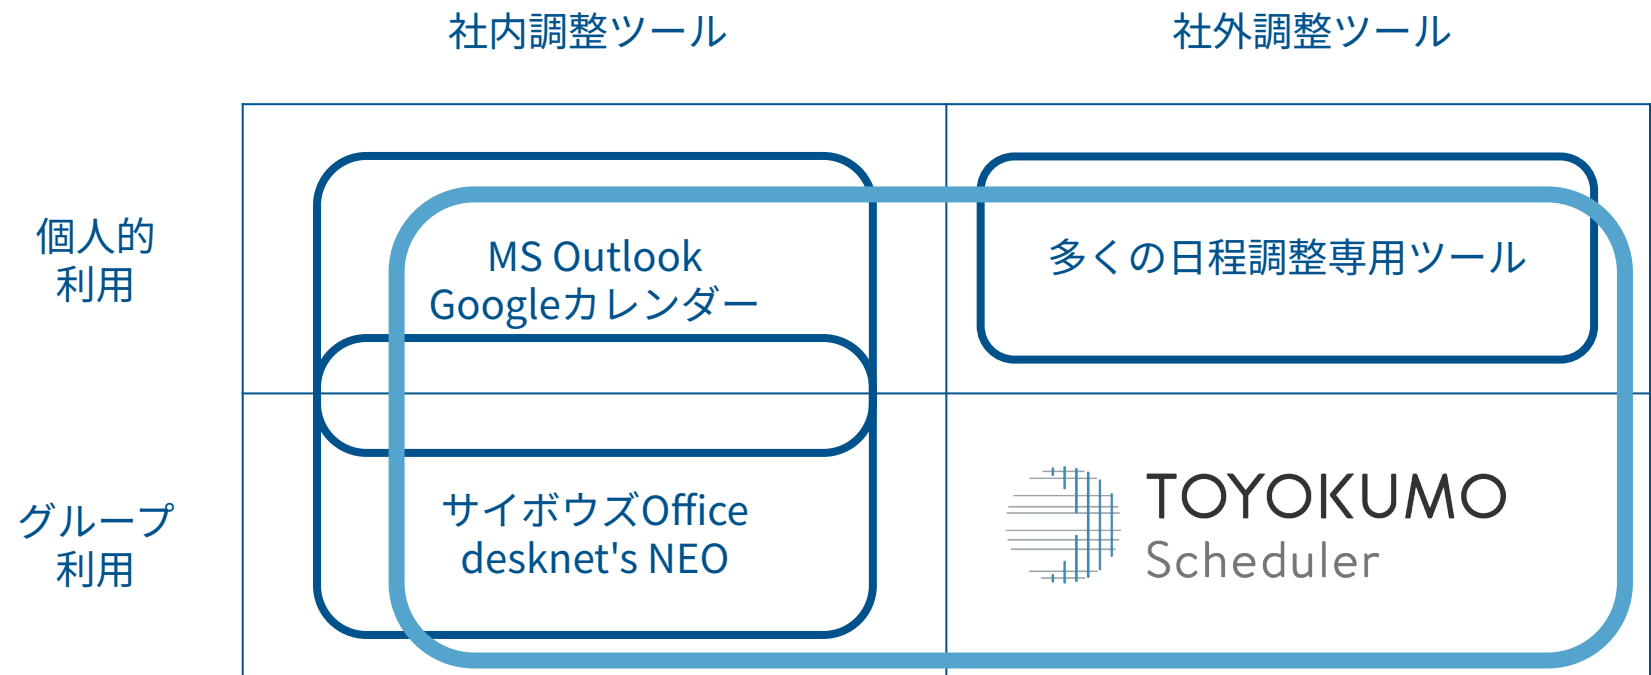 社内調整ツール
社外調整ツール
個人的
利用
MS Outlook
Googleカレンダー
多くの日程調整専用ツール
グループ
利用
サイボウズOffice
desknet's NEO
TOYOKUMO
Scheduler